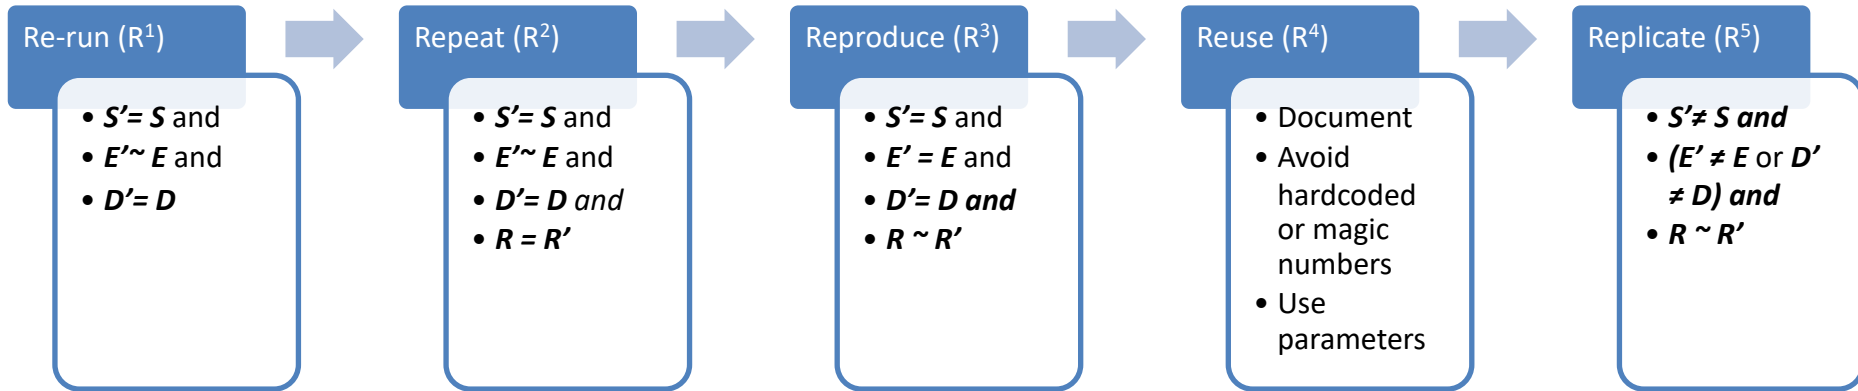 Re-run (R¹)
• S’= S and
• E’~ E and
• D’= D
Repeat (R²)
• S’= S and
• E’~ E and
• D’= D and
• R = R’
Reproduce (R³)
• S’= S and
• E’ = E and
• D’= D and
• R ~ R’
Reuse (R⁴)
• Document
• Avoid
hardcoded
or magic
numbers
• Use
parameters
Replicate (R⁵)
• S’≠ S and
• (E’ ≠ E or D’
≠ D) and
• R ~ R’